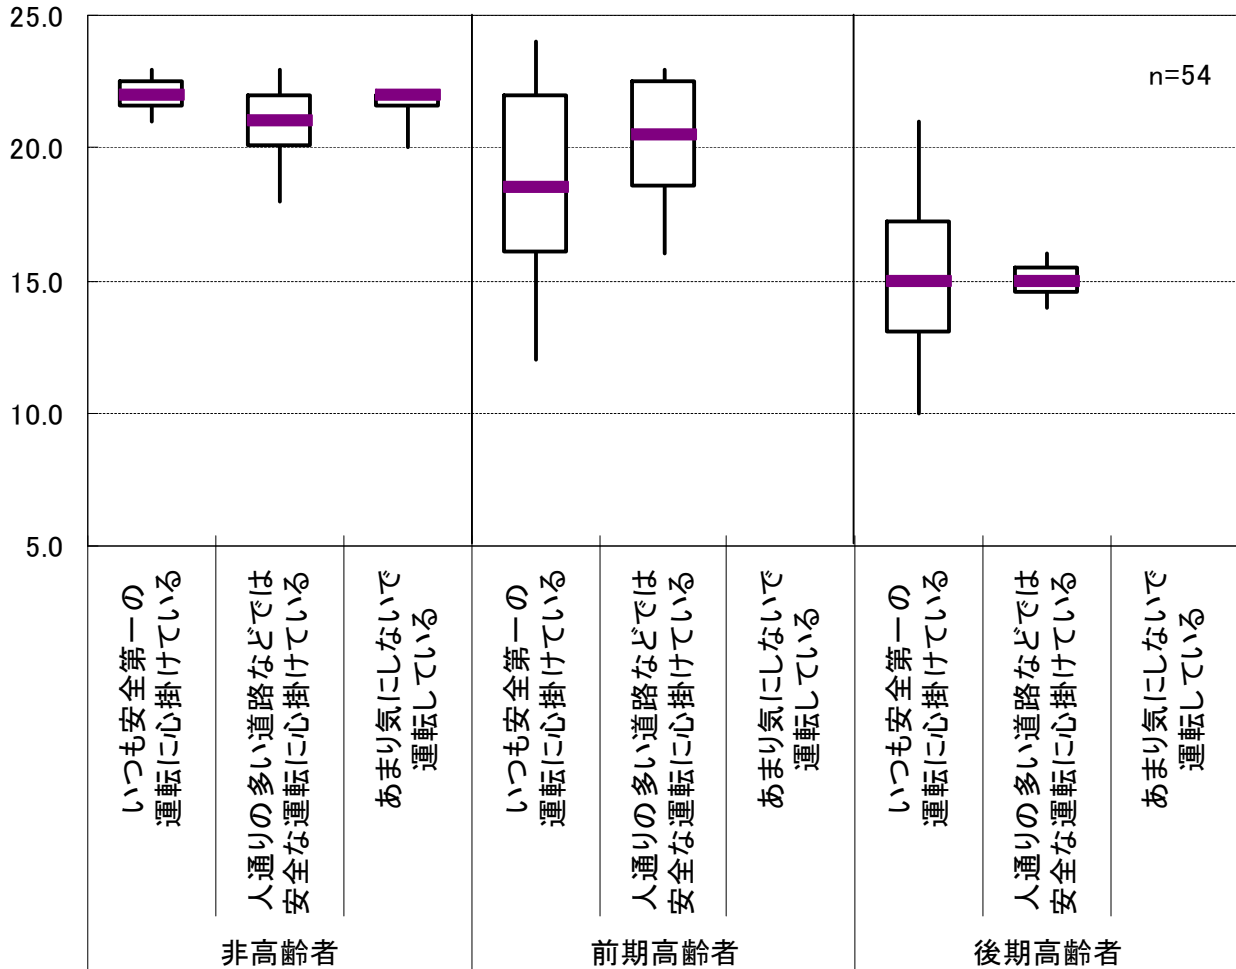 25.0
20.0
15.0
10.0
5.0
n=54
いつも安全第一の
運転に心掛けている
人通りの多い道路などでは
安全な運転に心掛けている
あまり気にしないで
運転している
いつも安全第一の
運転に心掛けている
人通りの多い道路などでは
安全な運転に心掛けている
あまり気にしないで
運転している
いつも安全第一の
運転に心掛けている
人通りの多い道路などでは
安全な運転に心掛けている
あまり気にしないで
運転している
非高齢者
前期高齢者
後期高齢者